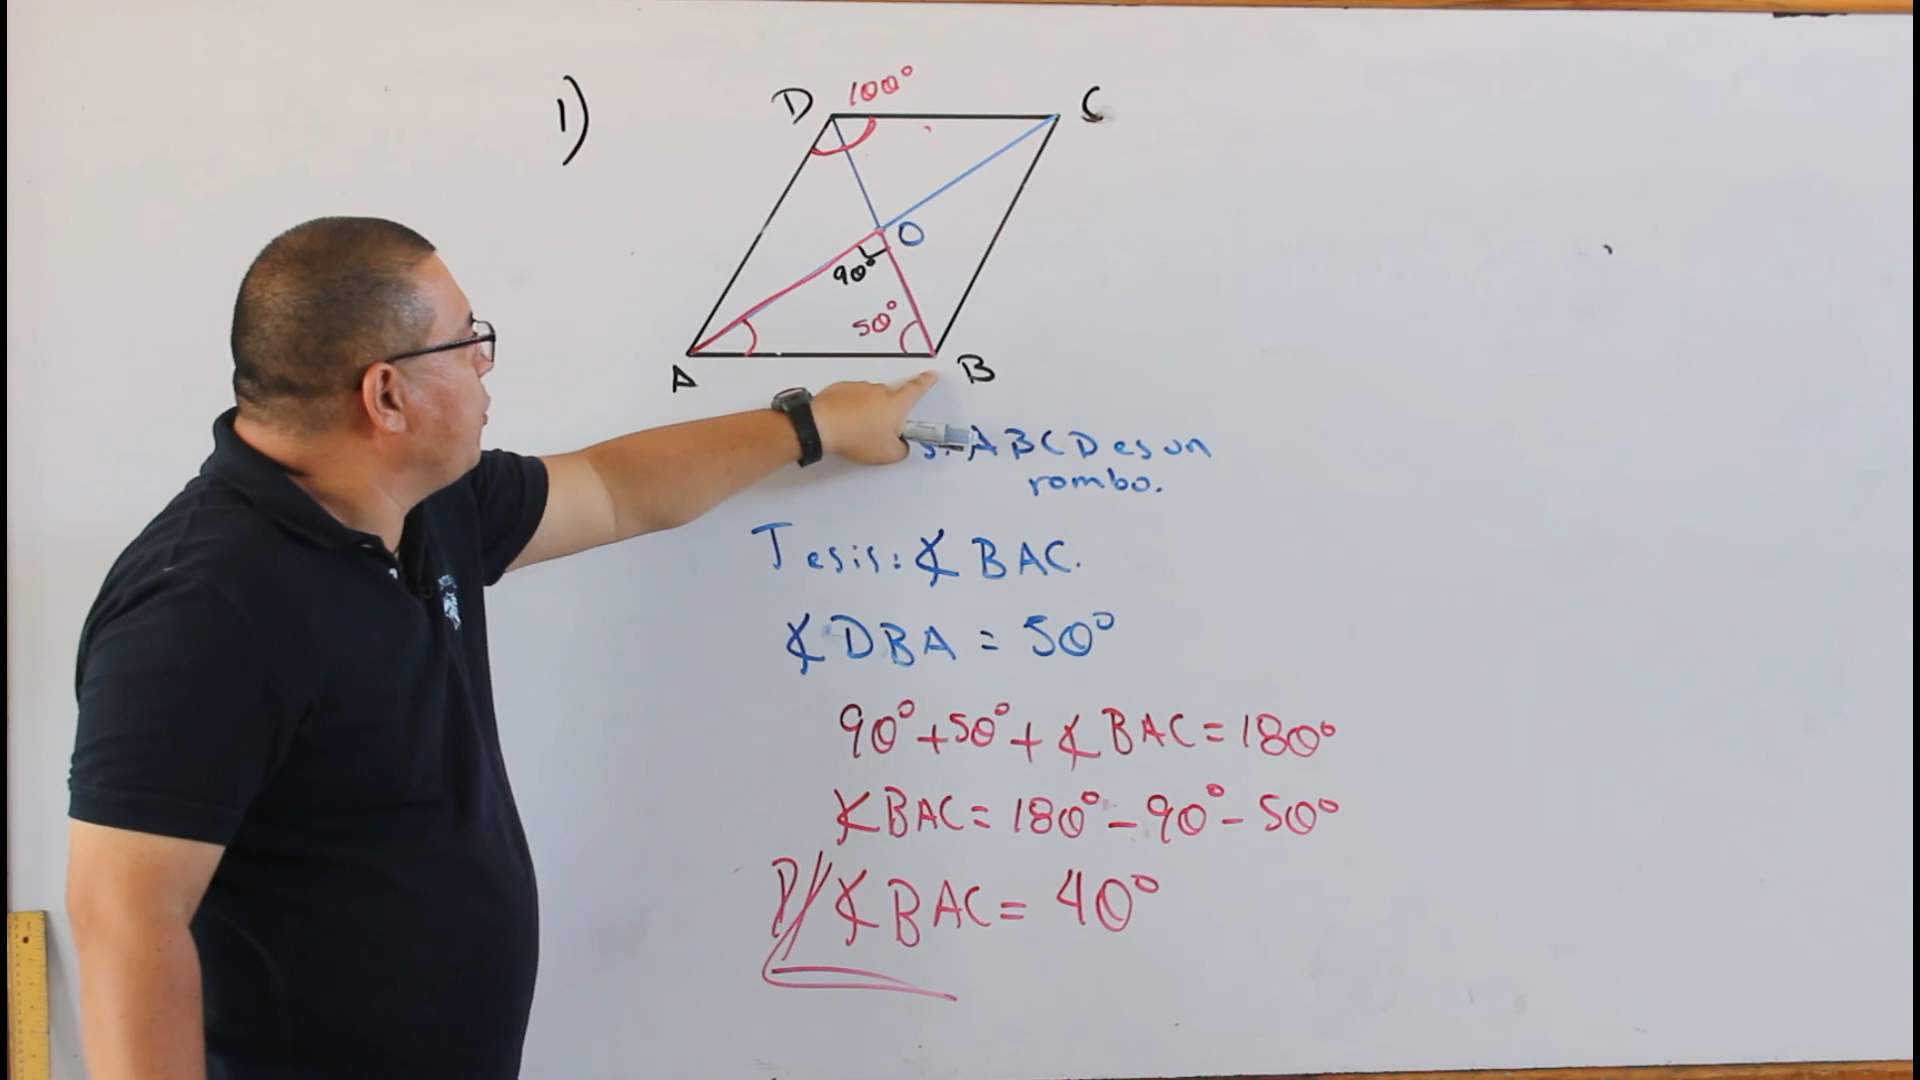 1)
D 100° C
O
90°
50°
A B
ABCD es un
rombo.
Tesis: ∡ BAC.
∡ DBA = 50°
90° + 50° + ∡ BAC = 180°
∡ BAC = 180° - 90° - 50°
R// ∡ BAC = 40°